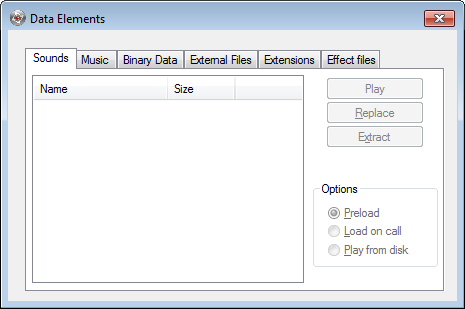 Data Elements
Sounds Music Binary Data External Files Extensions Effect files
Name Size
Play
Replace
Extract
Options
Preload
Load on call
Play from disk